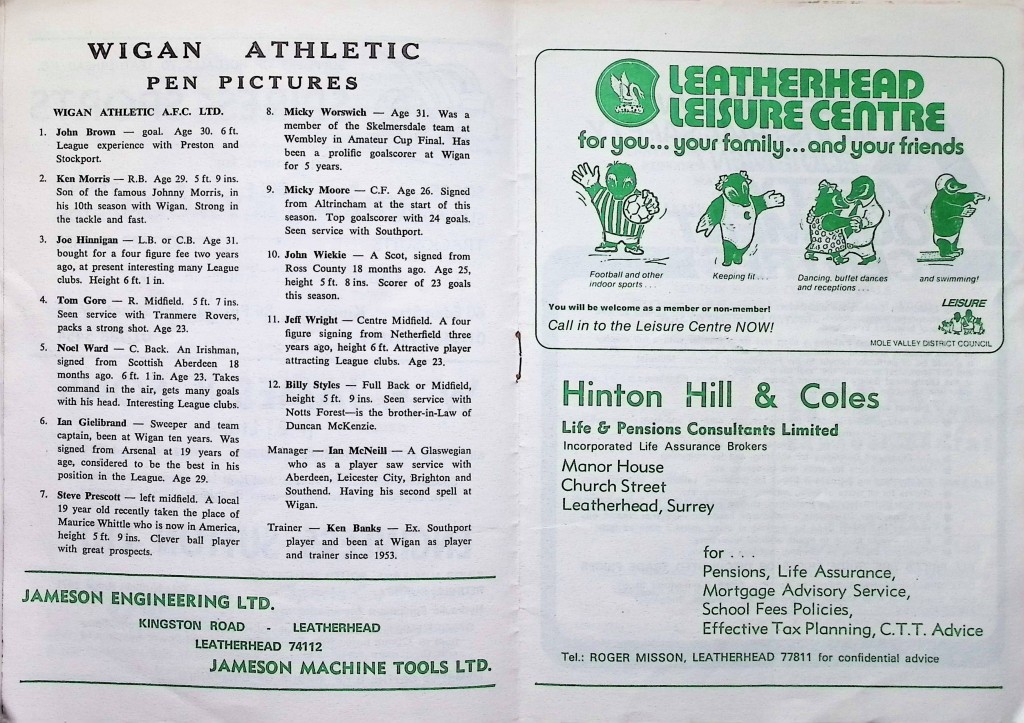 WIGAN ATHLETIC
PEN PICTURES
WIGAN ATHLETIC A.F.C. LTD.
1. John Brown — goal. Age 30. 6 ft.
League experience with Preston and
Stockport.
2. Ken Morris — R.B. Age 29. 5 ft. 9 ins.
Son of the famous Johnny Morris, in
his 10th season with Wigan. Strong in
the tackle and fast.
3. Joe Hinnigan — L.B. or C.B. Age 31.
bought for a four figure fee two years
ago, at present interesting many League
clubs. Height 6 ft. 1 in.
4. Tom Gore — R. Midfield. 5 ft. 7 ins.
Seen service with Tranmere Rovers,
packs a strong shot. Age 23.
5. Noel Ward — C. Back. An Irishman,
signed from Scottish Aberdeen 18
months ago. 6 ft. 1 in. Age 23. Takes
command in the air, gets many goals
with his head. Interesting League clubs.
6. Ian Gielibrand — Sweeper and team
captain, been at Wigan ten years. Was
signed from Arsenal at 19 years of
age, considered to be the best in his
position in the League. Age 29.
7. Steve Prescott — left midfield. A local
19 year old recently taken the place of
Maurice Whittle who is now in America,
height 5 ft. 9 ins. Clever ball player
with great prospects.
8. Micky Worswich — Age 31. Was a
member of the Skelmersdale team at
Wembley in Amateur Cup Final. Has
been a prolific goalscorer at Wigan
for 5 years.
9. Micky Moore — C.F. Age 26. Signed
from Altrincham at the start of this
season. Top goalscorer with 24 goals.
Seen service with Southport.
10. John Wiekie — A Scot, signed from
Ross County 18 months ago. Age 25,
height 5 ft. 8 ins. Scorer of 23 goals
this season.
11. Jeff Wright — Centre Midfield. A four
figure signing from Netherfield three
years ago, height 6 ft. Attractive player
attracting League clubs. Age 23.
12. Billy Styles — Full Back or Midfield,
height 5 ft. 9 ins. Seen service with
Notts Forest—is the brother-in-Law of
Duncan McKenzie.
Manager — Ian McNeill — A Glaswegian
who as a player saw service with
Aberdeen, Leicester City, Brighton and
Southend. Having his second spell at
Wigan.
Trainer — Ken Banks — Ex. Southport
player and been at Wigan as player
and trainer since 1953.
JAMESON ENGINEERING LTD.
KINGSTON ROAD - LEATHERHEAD
LEATHERHEAD 74112
JAMESON MACHINE TOOLS LTD.
LEATHERHEAD
LEISURE CENTRE
for you... your family... and your friends
Football and other
indoor sports . . .
Keeping fit . . .
Dancing, buffet dances
and receptions . . .
and swimming!
You will be welcome as a member or non-member!
Call in to the Leisure Centre NOW!
LEISURE
MOLE VALLEY DISTRICT COUNCIL
Hinton Hill & Coles
Life & Pensions Consultants Limited
Incorporated Life Assurance Brokers
Manor House
Church Street
Leatherhead, Surrey
for . . .
Pensions, Life Assurance,
Mortgage Advisory Service,
School Fees Policies,
Effective Tax Planning, C.T.T. Advice
Tel.: ROGER MISSON, LEATHERHEAD 77811 for confidential advice